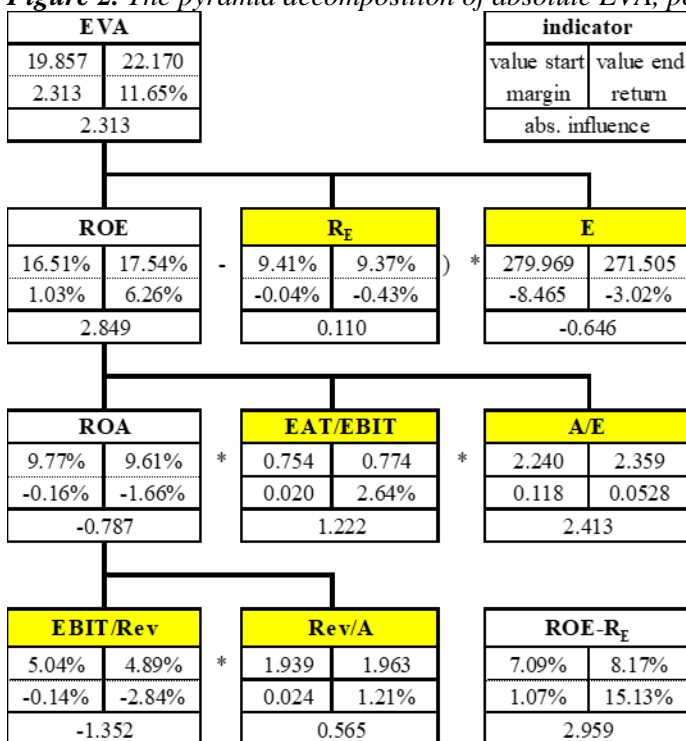 Figure 2. The pyramid decomposition of absolute EVA, p
EVA indicator
19.857 22.170 value start value end
2.313 11.65% margin return
2.313 abs. influence
ROE R_E E
16.51% 17.54% - 9.41% 9.37% ) * 279.969 271.505
1.03% 6.26% -0.04% -0.43% -8.465 -3.02%
2.849 0.110 -0.646
ROA EAT/EBIT A/E
9.77% 9.61% * 0.754 0.774 * 2.240 2.359
-0.16% -1.66% 0.020 2.64% 0.118 0.0528
-0.787 1.222 2.413
EBIT/Rev Rev/A ROE-R_E
5.04% 4.89% * 1.939 1.963 7.09% 8.17%
-0.14% -2.84% 0.024 1.21% 1.07% 15.13%
-1.352 0.565 2.959